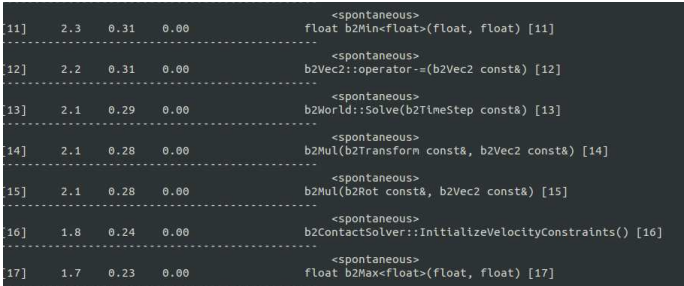 <spontaneous>
[11] 2.3 0.31 0.00 float b2Min<float>(float, float) [11]
-----------------------------------------------
<spontaneous>
[12] 2.2 0.31 0.00 b2Vec2::operator-=(b2Vec2 const&) [12]
-----------------------------------------------
<spontaneous>
[13] 2.1 0.29 0.00 b2World::Solve(b2TimeStep const&) [13]
-----------------------------------------------
<spontaneous>
[14] 2.1 0.28 0.00 b2Mul(b2Transform const&, b2Vec2 const&) [14]
-----------------------------------------------
<spontaneous>
[15] 2.1 0.28 0.00 b2Mul(b2Rot const&, b2Vec2 const&) [15]
-----------------------------------------------
<spontaneous>
[16] 1.8 0.24 0.00 b2ContactSolver::InitializeVelocityConstraints() [16]
-----------------------------------------------
<spontaneous>
[17] 1.7 0.23 0.00 float b2Max<float>(float, float) [17]